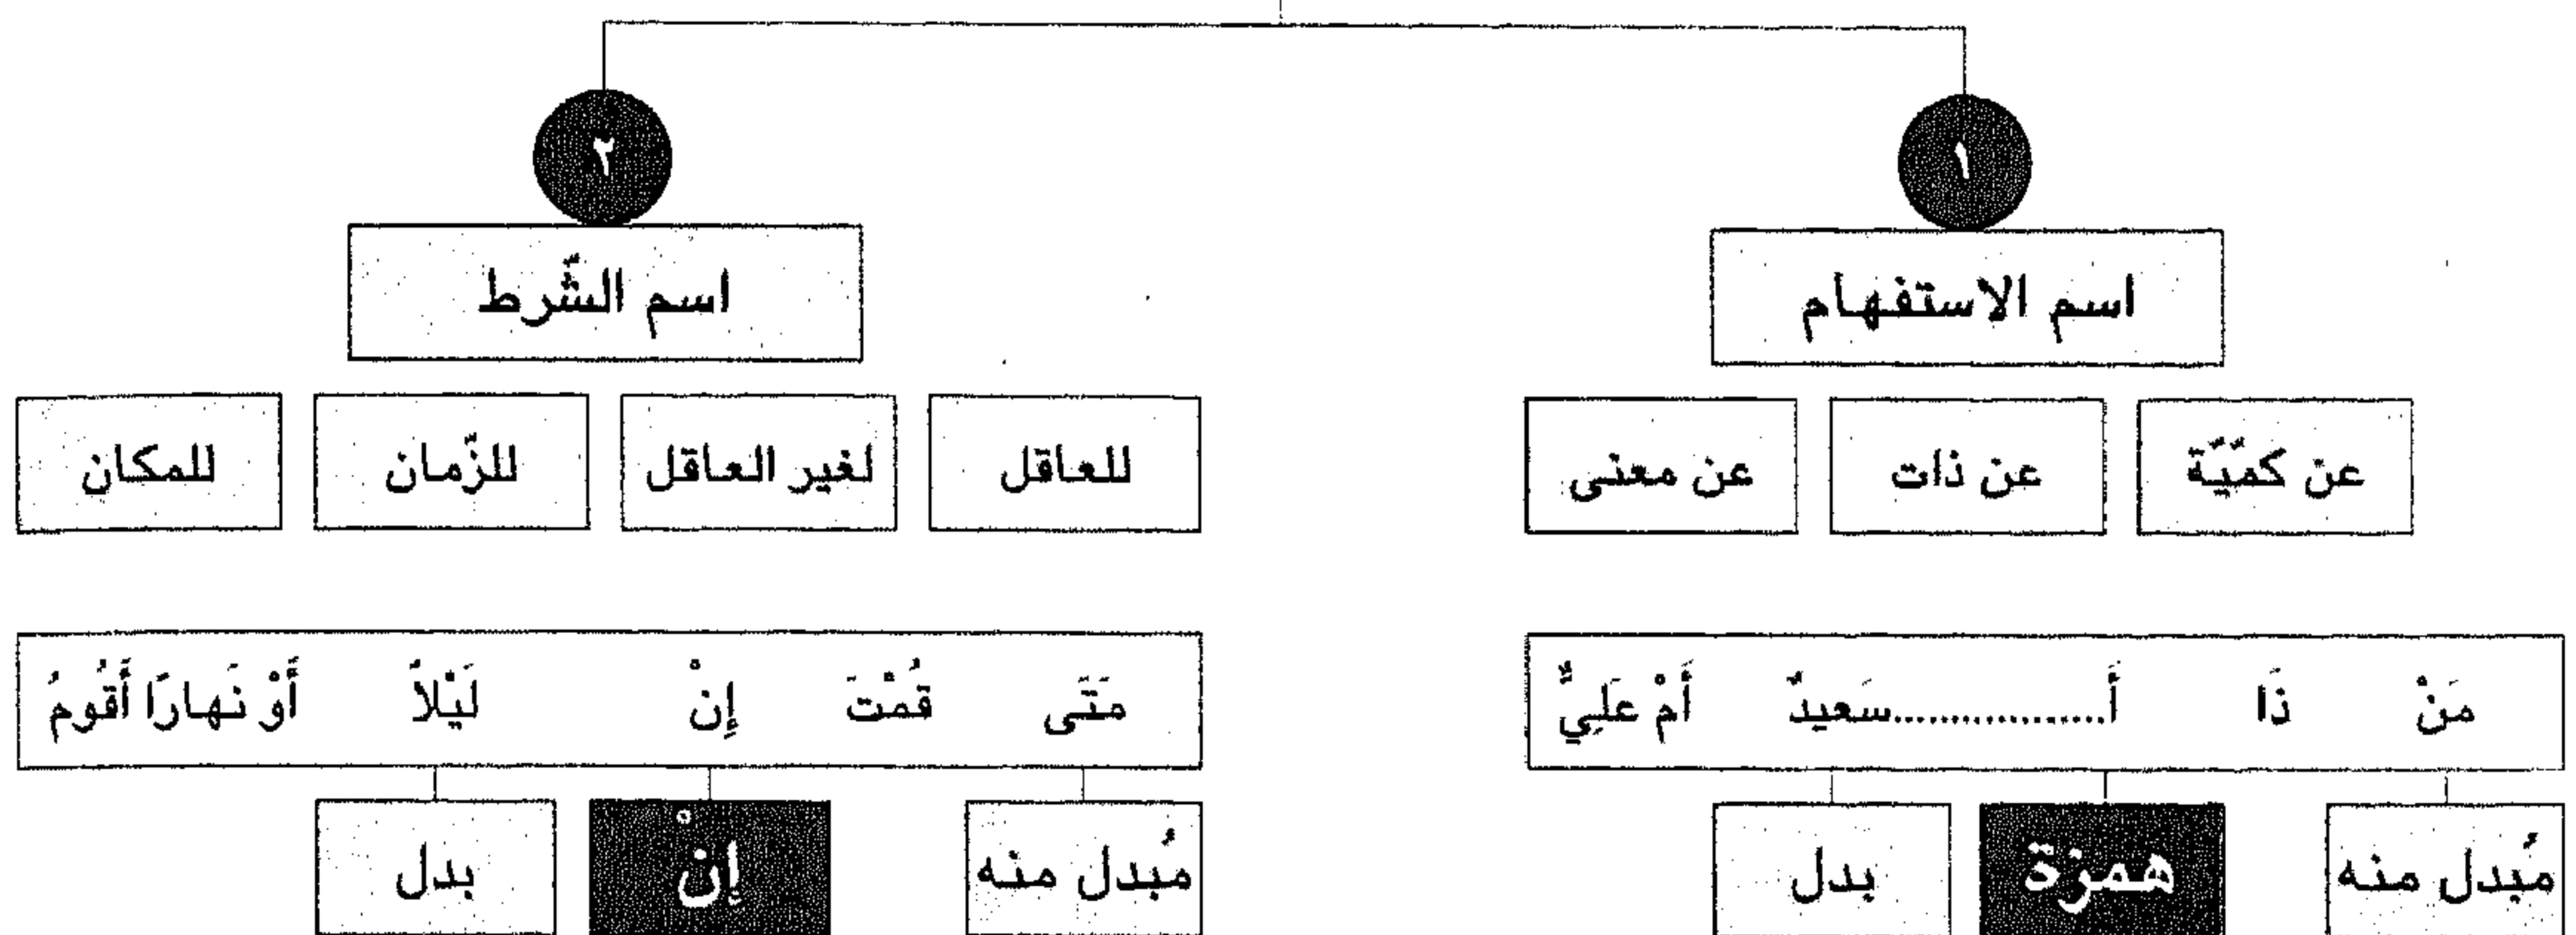 ١
اسم الاستفهام
عن كمّيّة
عن ذات
عن معنى
مَنْ ذَا أَ..................سَعيدٌ أَمْ عَلِيٌّ
مُبدل منه
همزة
بدل
٢
اسم الشّرط
للعاقل
لغير العاقل
للزّمان
للمكان
مَتَى قُمْتَ إِنْ لَيْلاً أَوْ نَهارًا أَقُومُ
مُبدل منه
إنْ
بدل